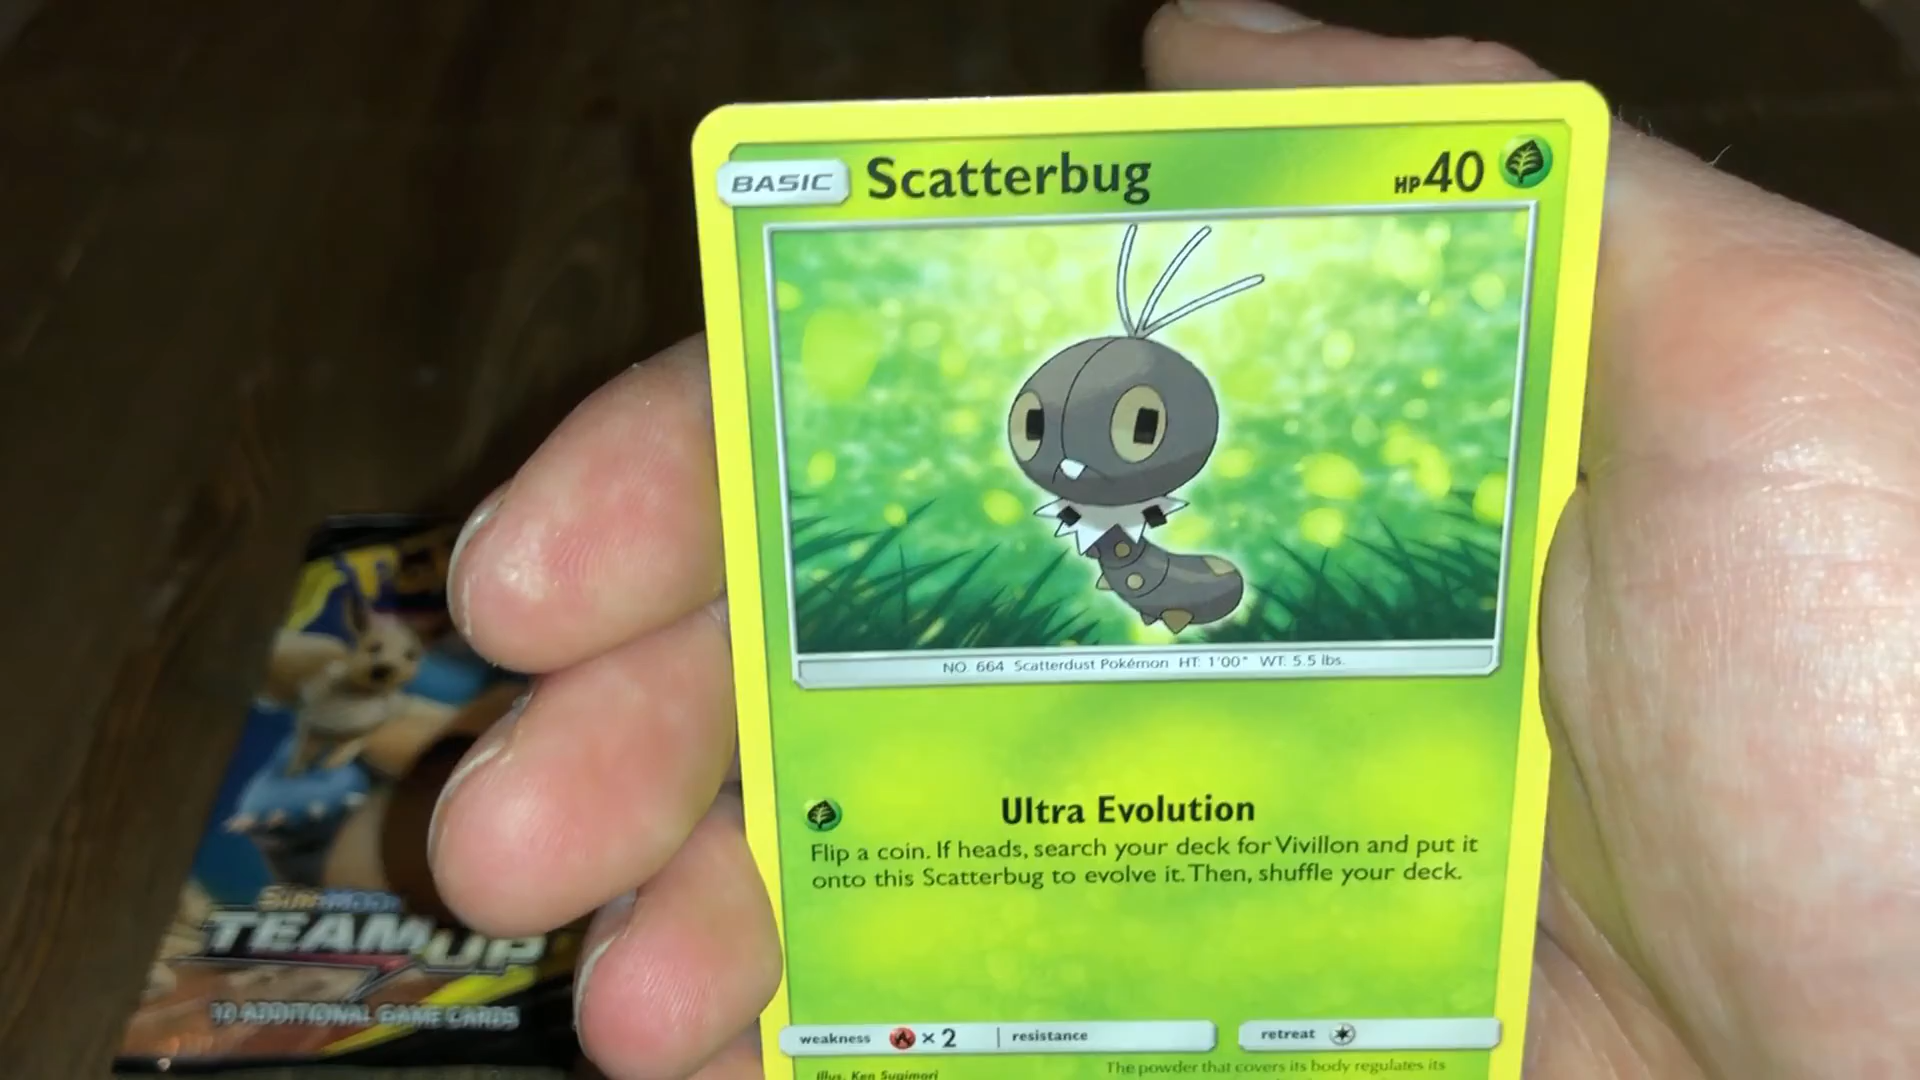 BASIC Scatterbug HP40
NO. 664 Scatterdust Pokémon HT: 1'00" WT: 5.5 lbs.
Ultra Evolution
Flip a coin. If heads, search your deck for Vivillon and put it
onto this Scatterbug to evolve it. Then, shuffle your deck.
weakness ×2 resistance retreat
Illus. Ken Sugimori
The powder that covers its body regulates its
SUN & MOON
TEAM UP
10 ADDITIONAL GAME CARDS